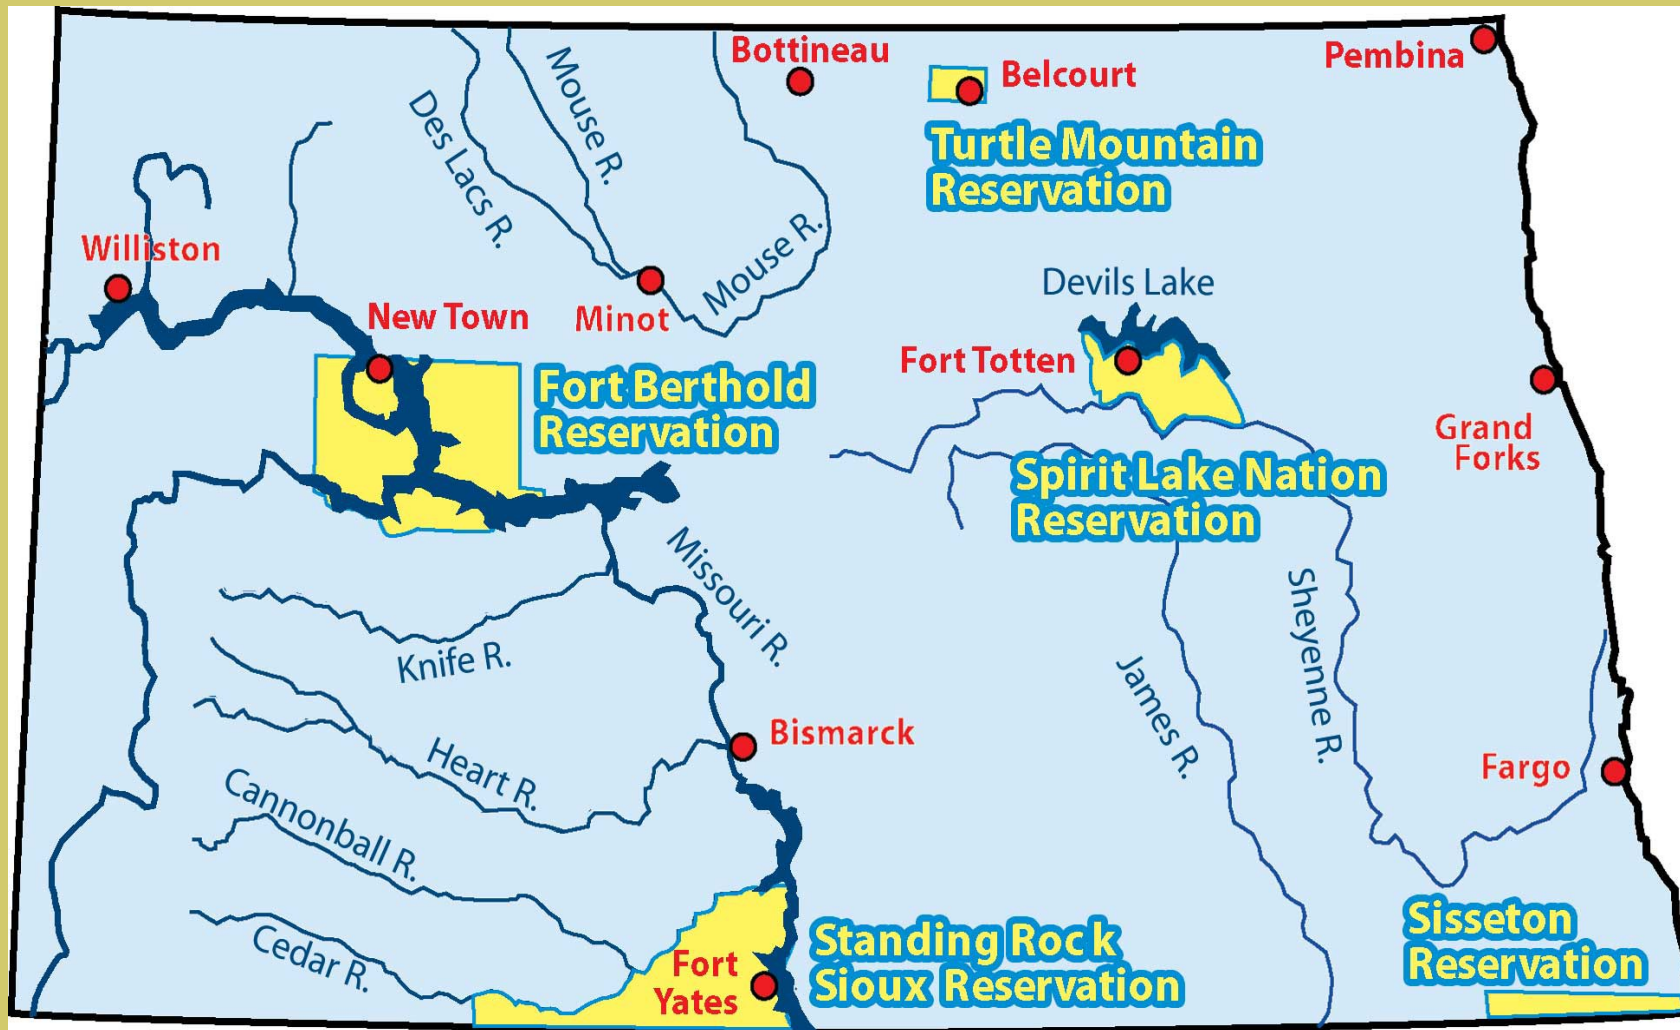 Bottineau
Belcourt
Pembina
Turtle Mountain
Reservation
Des Lacs R.
Mouse R.
Mouse R.
Williston
New Town
Minot
Devils Lake
Fort Totten
Fort Berthold
Reservation
Grand
Forks
Spirit Lake Nation
Reservation
Missouri R.
Knife R.
Sheyenne R.
James R.
Bismarck
Heart R.
Fargo
Cannonball R.
Cedar R.
Fort
Yates
Standing Rock
Sioux Reservation
Sisseton
Reservation